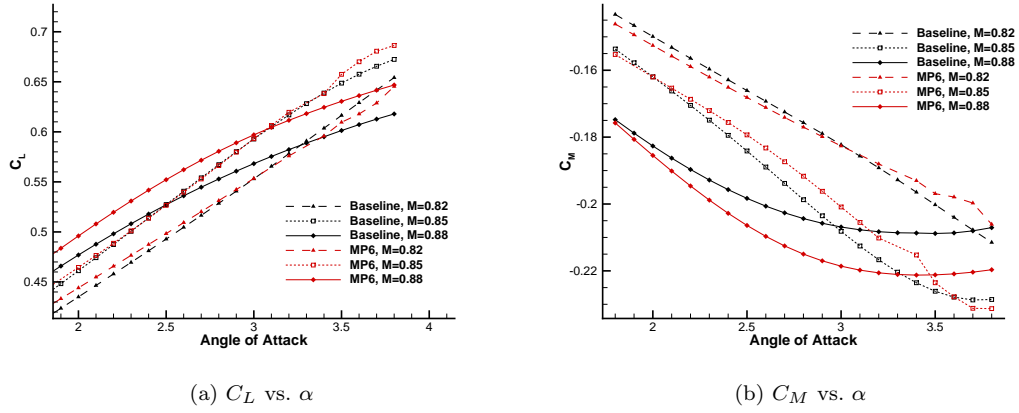 0.7
0.65
0.6
0.55
0.5
0.45
C_L
2
2.5
3
3.5
4
Angle of Attack
Baseline, M=0.82
Baseline, M=0.85
Baseline, M=0.88
MP6, M=0.82
MP6, M=0.85
MP6, M=0.88
(a) C_L vs. α
-0.16
-0.18
-0.2
-0.22
C_M
2
2.5
3
3.5
Angle of Attack
Baseline, M=0.82
Baseline, M=0.85
Baseline, M=0.88
MP6, M=0.82
MP6, M=0.85
MP6, M=0.88
(b) C_M vs. α